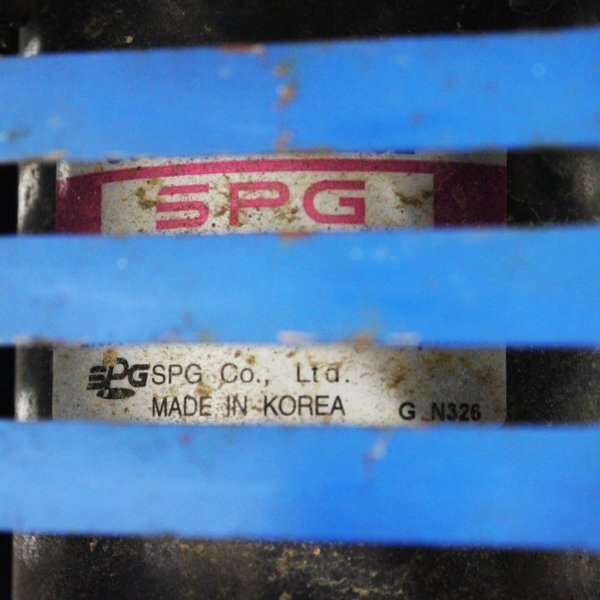 SPG
SPG SPG Co., Ltd.
MADE IN KOREA G N326